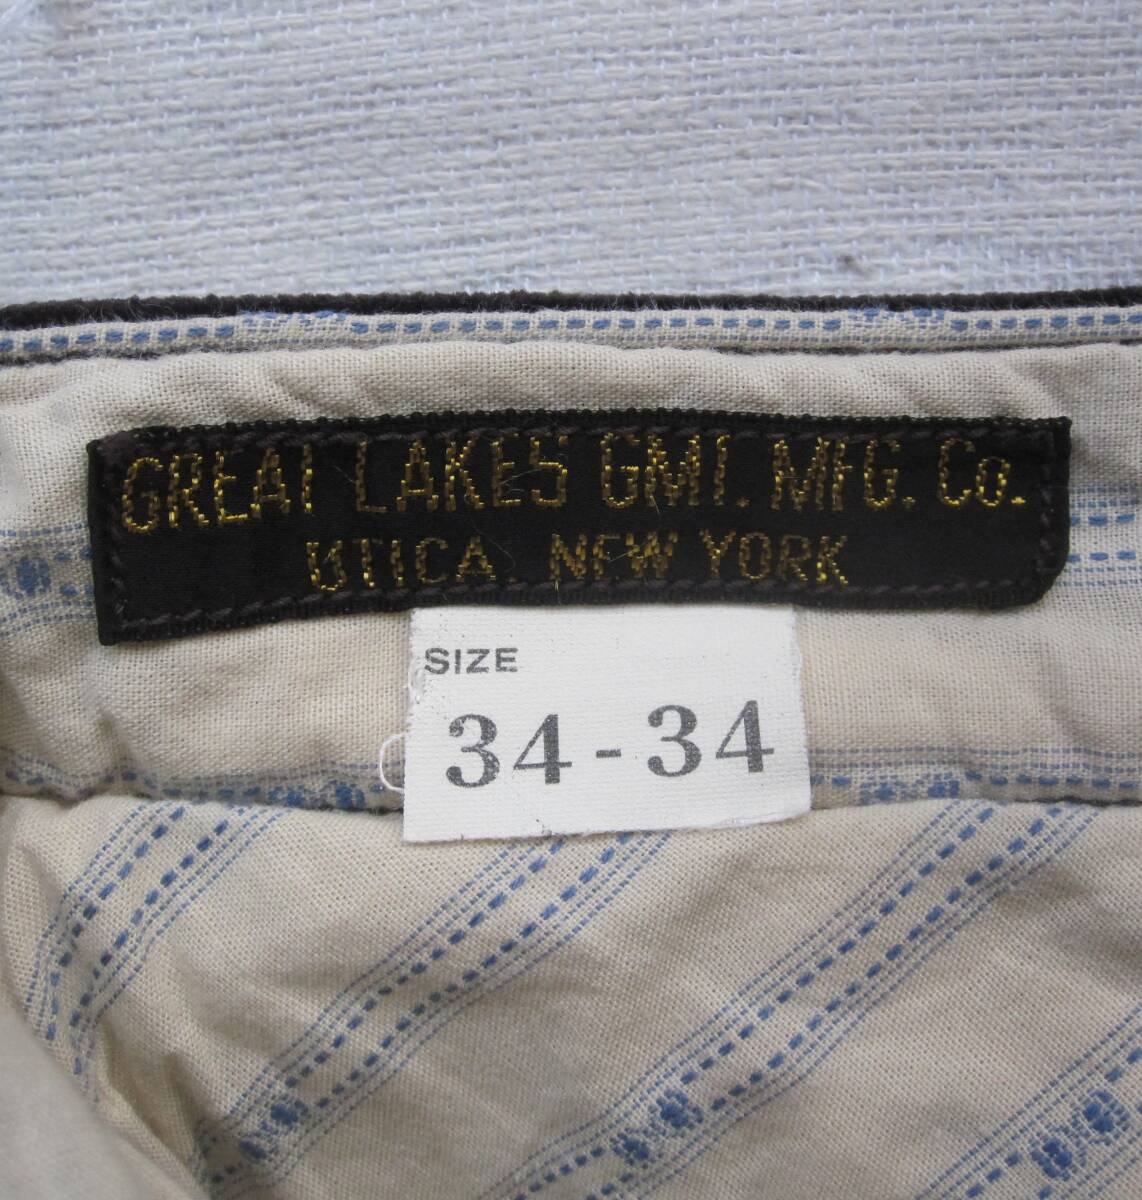 GREAT LAKES GMT. MFG. Co.
UTICA. NEW YORK
SIZE
34-34